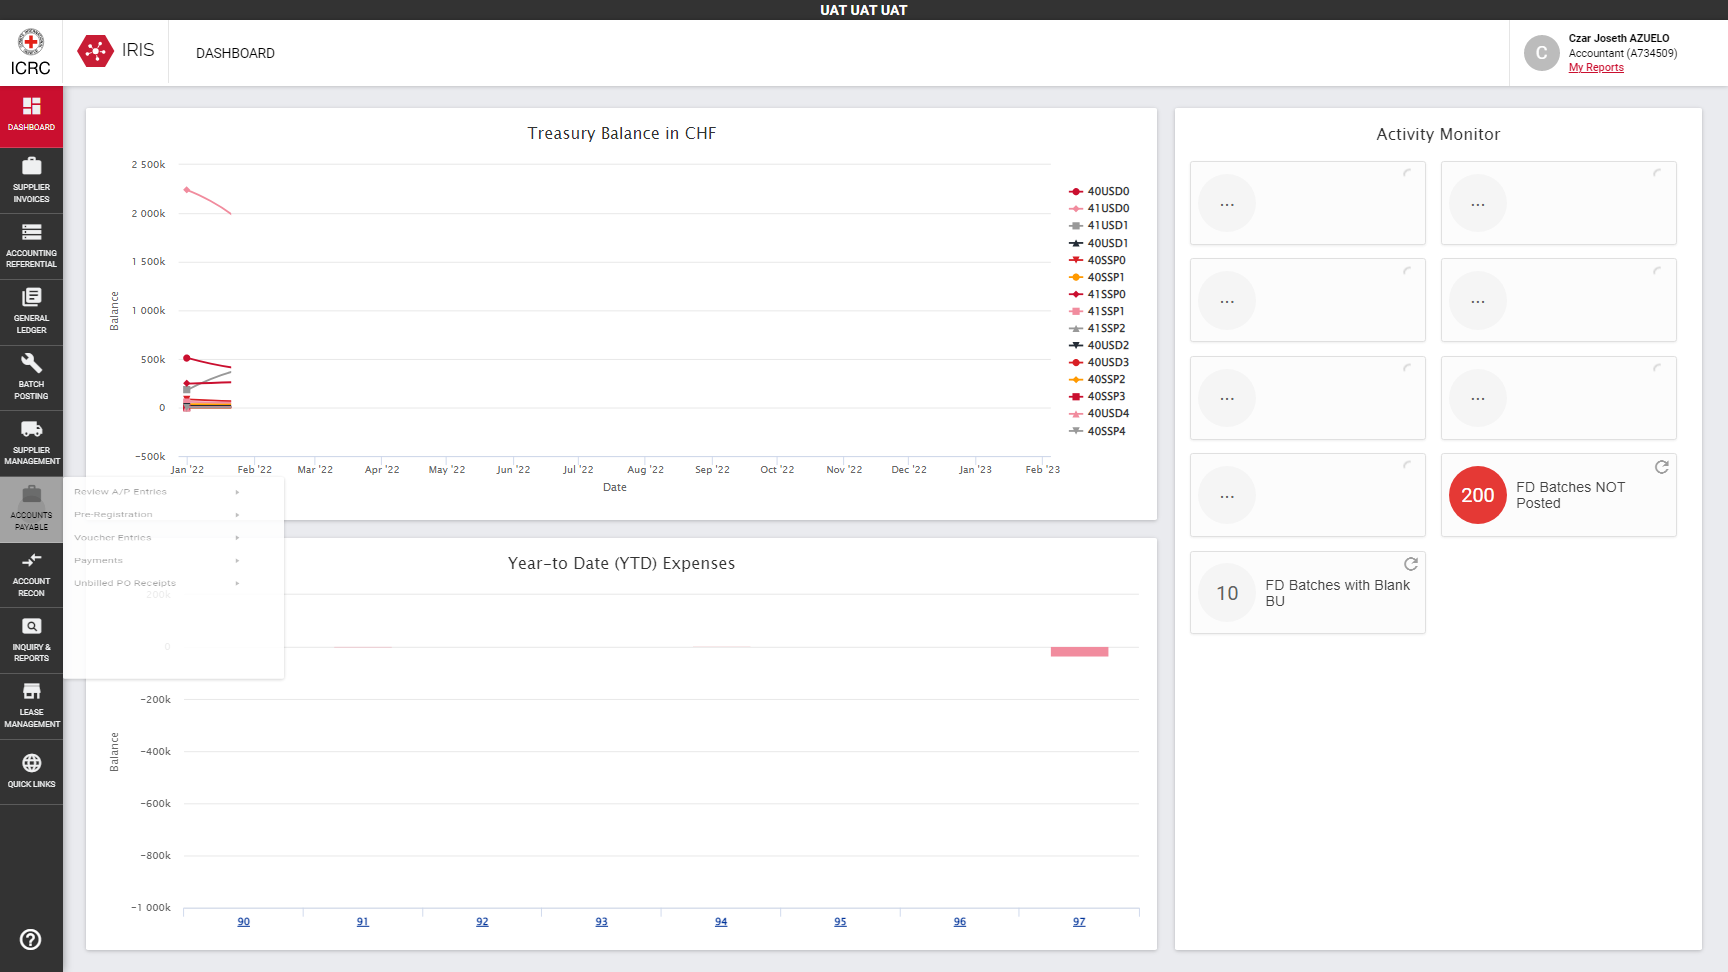 UAT UAT UAT
ICRC
IRIS
DASHBOARD
C
Czar Joseth AZUELO
Accountant (A734509)
My Reports
DASHBOARD
SUPPLIER
INVOICES
ACCOUNTING
REFERENTIAL
GENERAL
LEDGER
BATCH
POSTING
SUPPLIER
MANAGEMENT
ACCOUNTS
PAYABLE
ACCOUNT
RECON
INQUIRY &
REPORTS
LEASE
MANAGEMENT
QUICK LINKS
Review A/P Entries
Pre-Registration
Voucher Entries
Payments
Unbilled PO Receipts
Treasury Balance in CHF
2 500k
2 000k
1 500k
1 000k
500k
0
-500k
Balance
Jan '22
Feb '22
Mar '22
Apr '22
May '22
Jun '22
Jul '22
Aug '22
Sep '22
Oct '22
Nov '22
Dec '22
Jan '23
Feb '23
Date
40USD0
41USD0
41USD1
40USD1
40SSP0
40SSP1
41SSP0
41SSP1
41SSP2
40USD2
40USD3
40SSP2
40SSP3
40USD4
40SSP4
Year-to Date (YTD) Expenses
200k
0
-200k
-400k
-600k
-800k
-1 000k
Balance
90
91
92
93
94
95
96
97
Activity Monitor
...
...
...
...
...
...
...
200
FD Batches NOT
Posted
10
FD Batches with Blank
BU